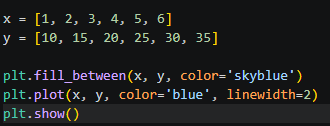 x = [1, 2, 3, 4, 5, 6]
y = [10, 15, 20, 25, 30, 35]
plt.fill_between(x, y, color='skyblue')
plt.plot(x, y, color='blue', linewidth=2)
plt.show()